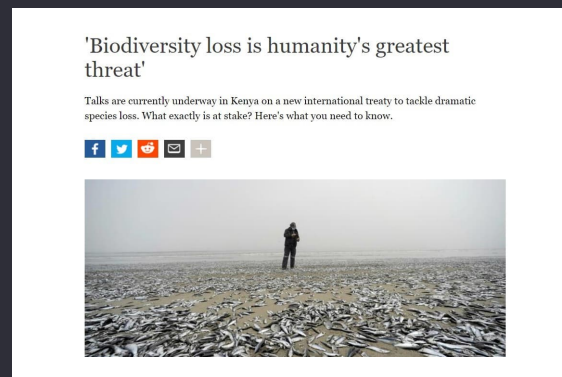 'Biodiversity loss is humanity's greatest
threat'
Talks are currently underway in Kenya on a new international treaty to tackle dramatic
species loss. What exactly is at stake? Here's what you need to know.